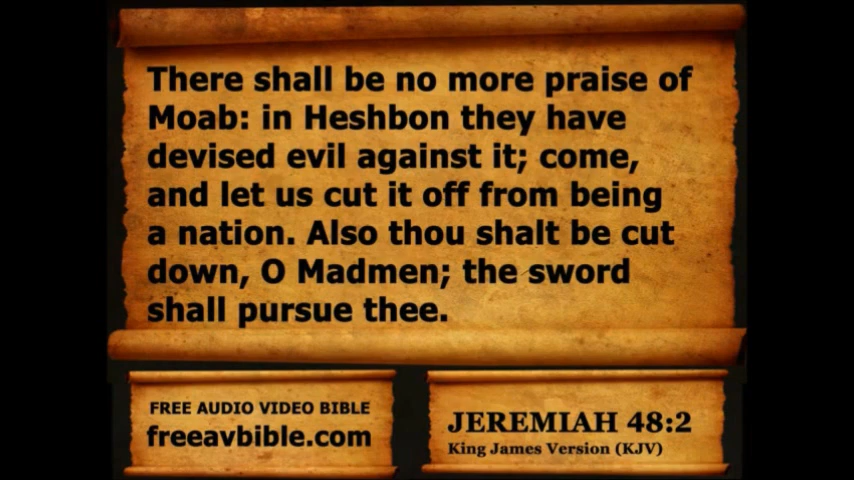 There shall be no more praise of
Moab: in Heshbon they have
devised evil against it; come,
and let us cut it off from being
a nation. Also thou shalt be cut
down, O Madmen; the sword
shall pursue thee.
FREE AUDIO VIDEO BIBLE
freeavbible.com
JEREMIAH 48:2
King James Version (KJV)